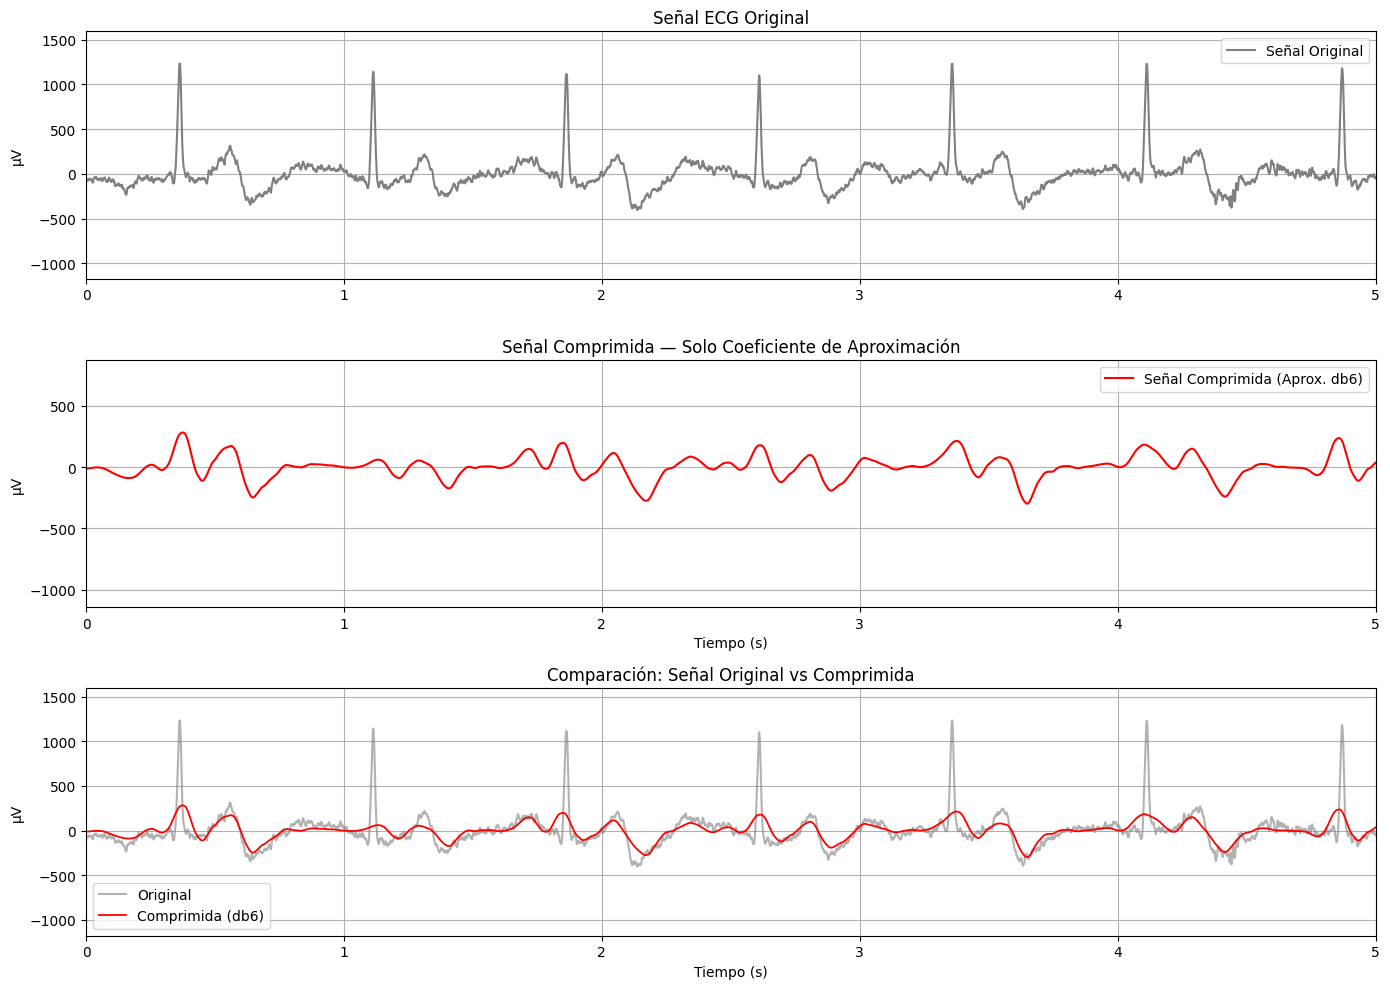 Señal ECG Original
1500
1000
500
0
−500
−1000
µV
Señal Original
0 1 2 3 4 5
Señal Comprimida — Solo Coeficiente de Aproximación
500
0
−500
−1000
µV
Señal Comprimida (Aprox. db6)
0 1 2 3 4 5
Tiempo (s)
Comparación: Señal Original vs Comprimida
1500
1000
500
0
−500
−1000
µV
Original
Comprimida (db6)
0 1 2 3 4 5
Tiempo (s)